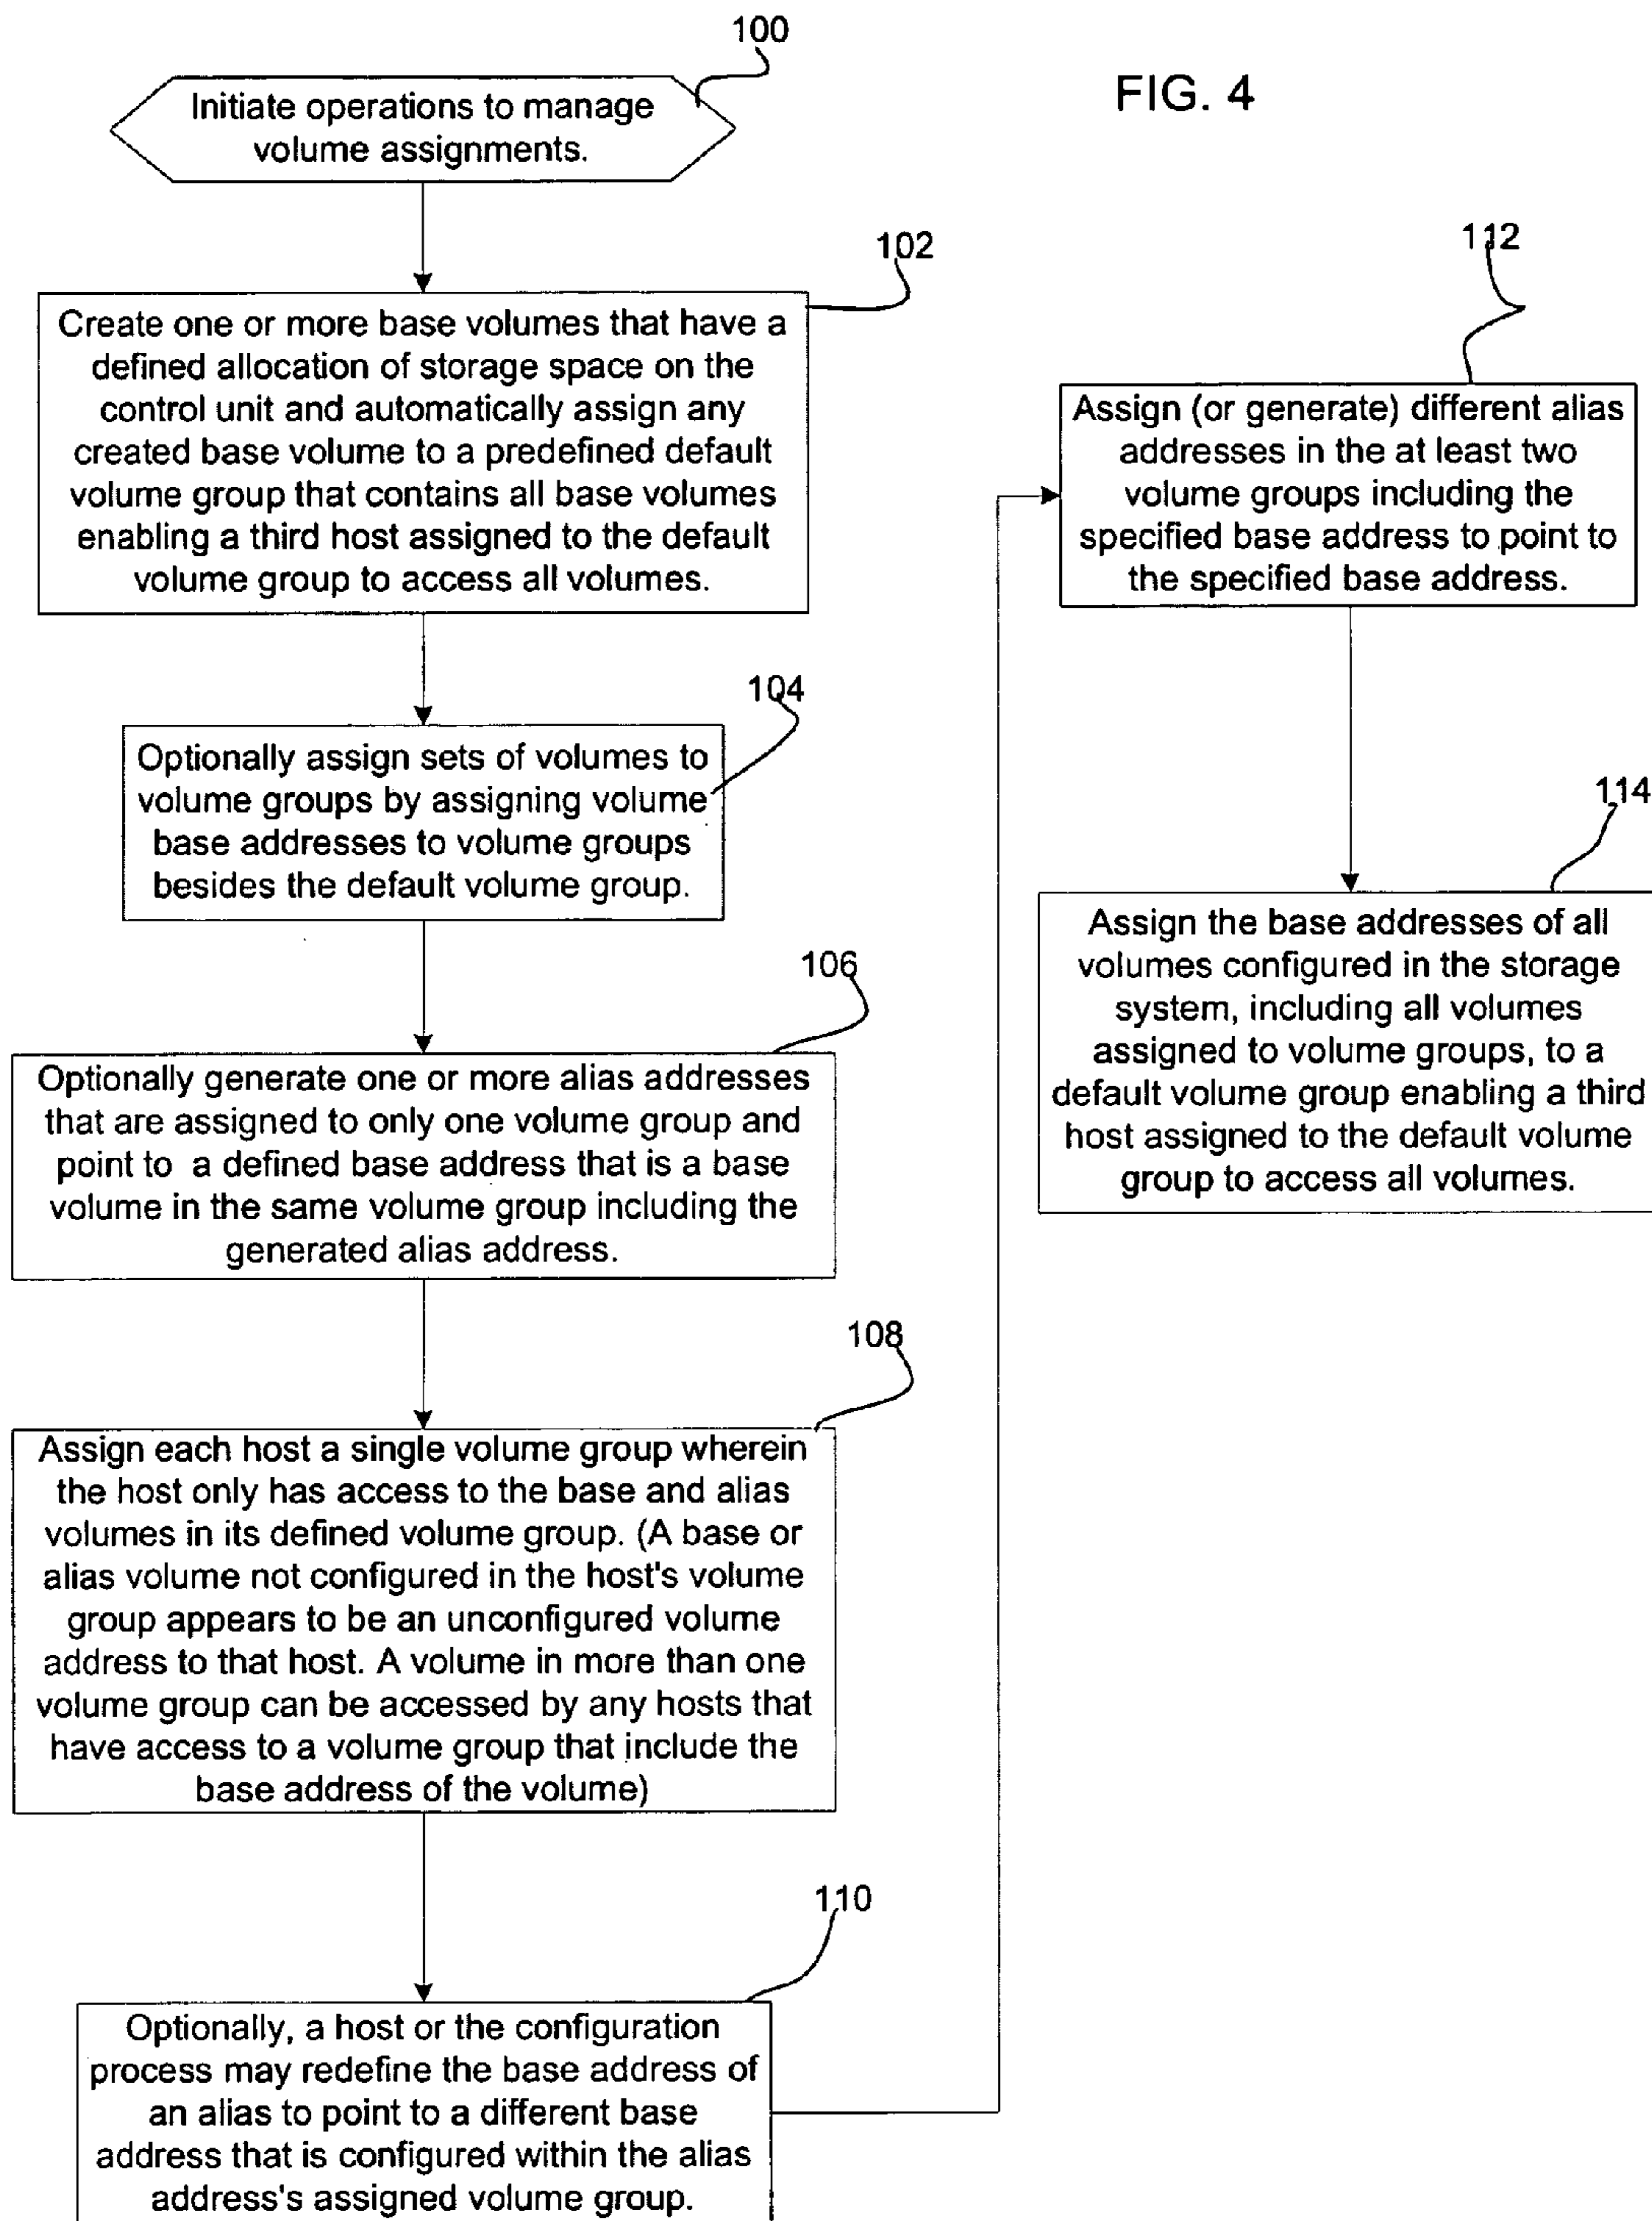 100
FIG. 4
Initiate operations to manage
volume assignments.
102
Create one or more base volumes that have a
defined allocation of storage space on the
control unit and automatically assign any
created base volume to a predefined default
volume group that contains all base volumes
enabling a third host assigned to the default
volume group to access all volumes.
104
Optionally assign sets of volumes to
volume groups by assigning volume
base addresses to volume groups
besides the default volume group.
106
Optionally generate one or more alias addresses
that are assigned to only one volume group and
point to a defined base address that is a base
volume in the same volume group including the
generated alias address.
108
Assign each host a single volume group wherein
the host only has access to the base and alias
volumes in its defined volume group. (A base or
alias volume not configured in the host's volume
group appears to be an unconfigured volume
address to that host. A volume in more than one
volume group can be accessed by any hosts that
have access to a volume group that include the
base address of the volume)
110
Optionally, a host or the configuration
process may redefine the base address of
an alias to point to a different base
address that is configured within the alias
address's assigned volume group.
112
Assign (or generate) different alias
addresses in the at least two
volume groups including the
specified base address to point to
the specified base address.
114
Assign the base addresses of all
volumes configured in the storage
system, including all volumes
assigned to volume groups, to a
default volume group enabling a third
host assigned to the default volume
group to access all volumes.